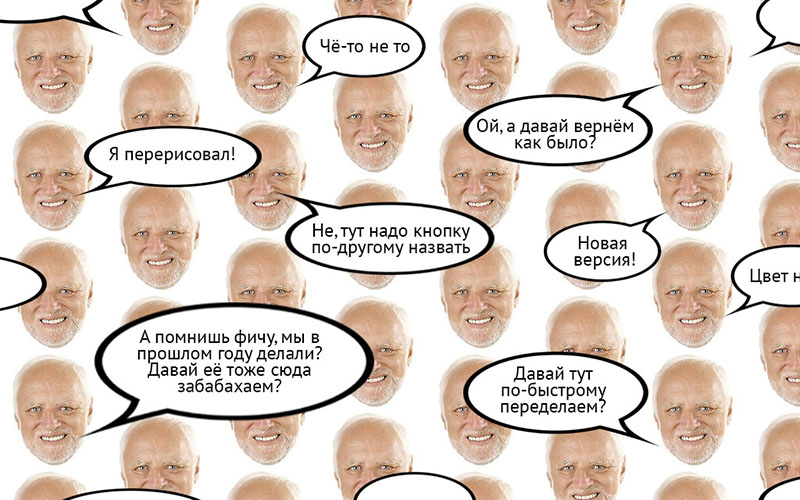 Чё-то не то
Ой, а давай вернём
как было?
Я перерисовал!
Не, тут надо кнопку
по-другому назвать
Новая
версия!
Цвет н
А помнишь фичу, мы в
прошлом году делали?
Давай её тоже сюда
забабахаем?
Давай тут
по-быстрому
переделаем?